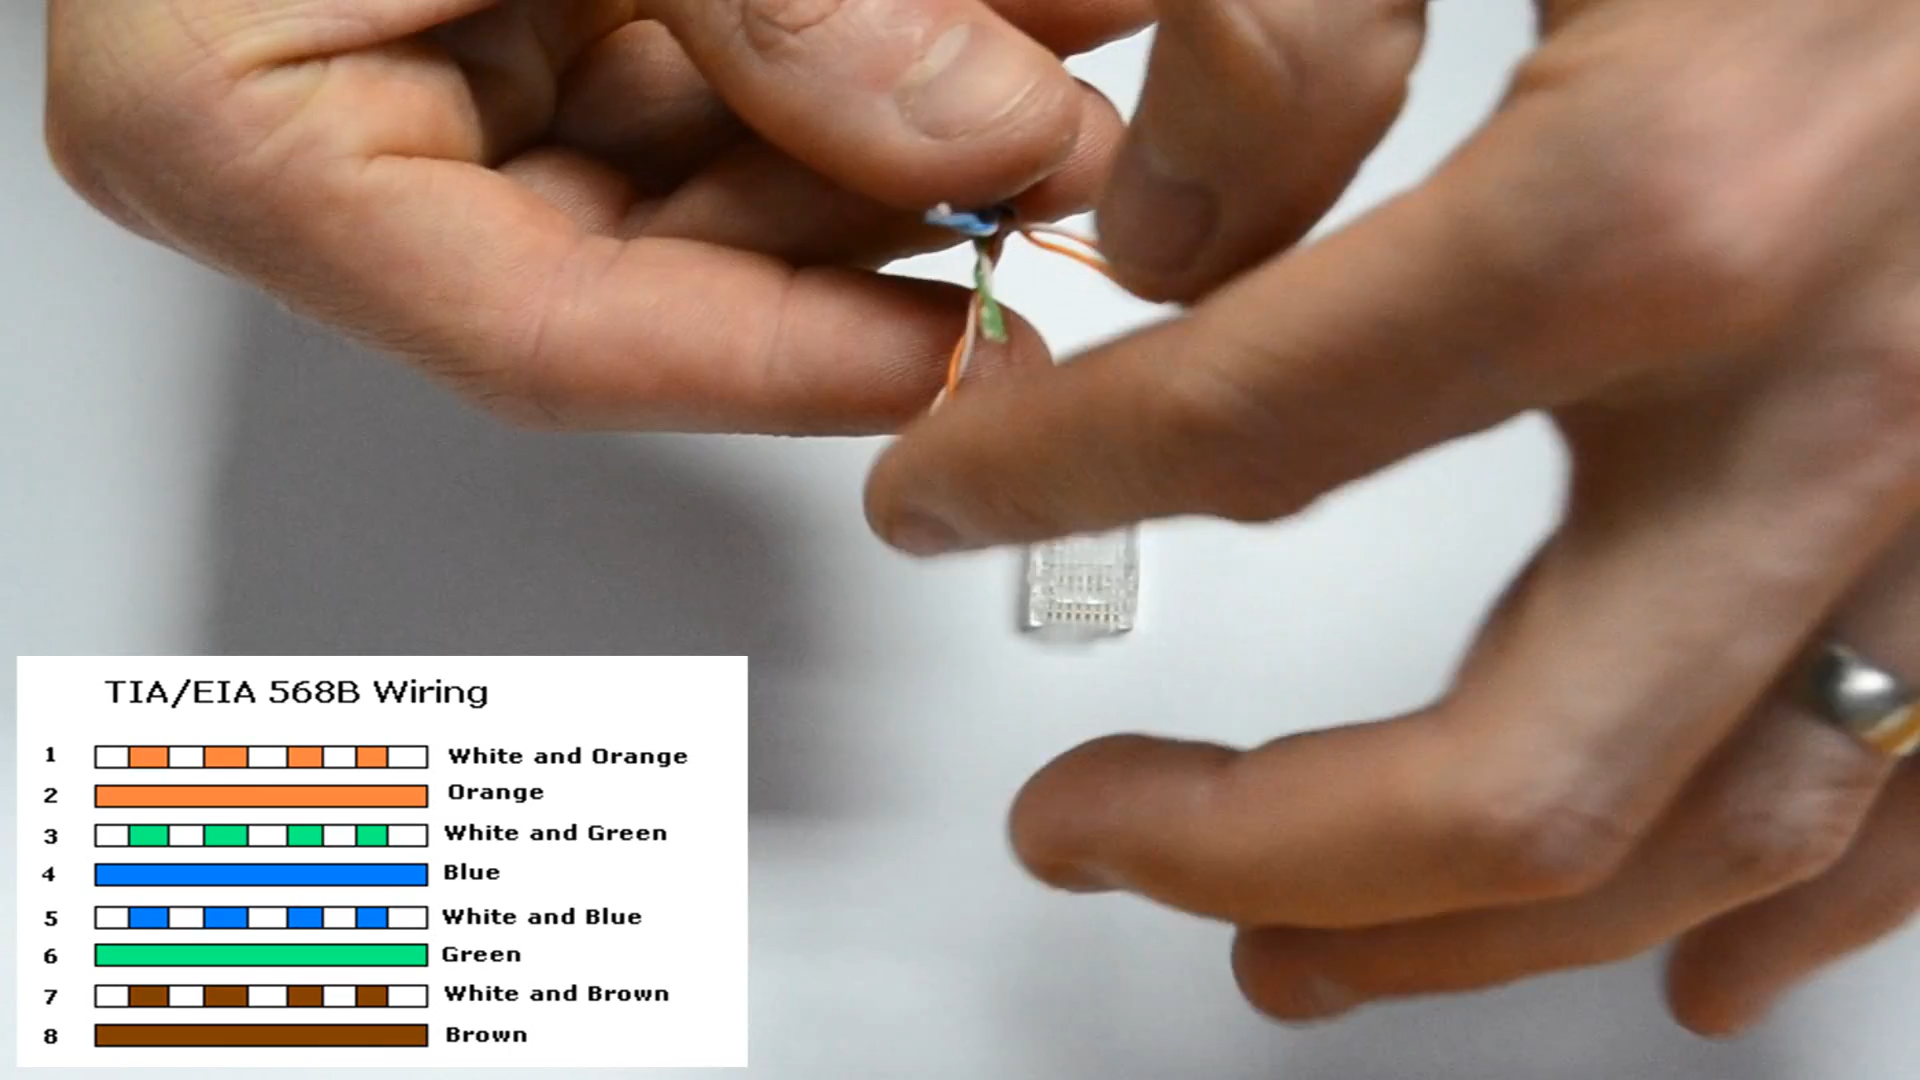 TIA/EIA 568B Wiring
1 White and Orange
2 Orange
3 White and Green
4 Blue
5 White and Blue
6 Green
7 White and Brown
8 Brown